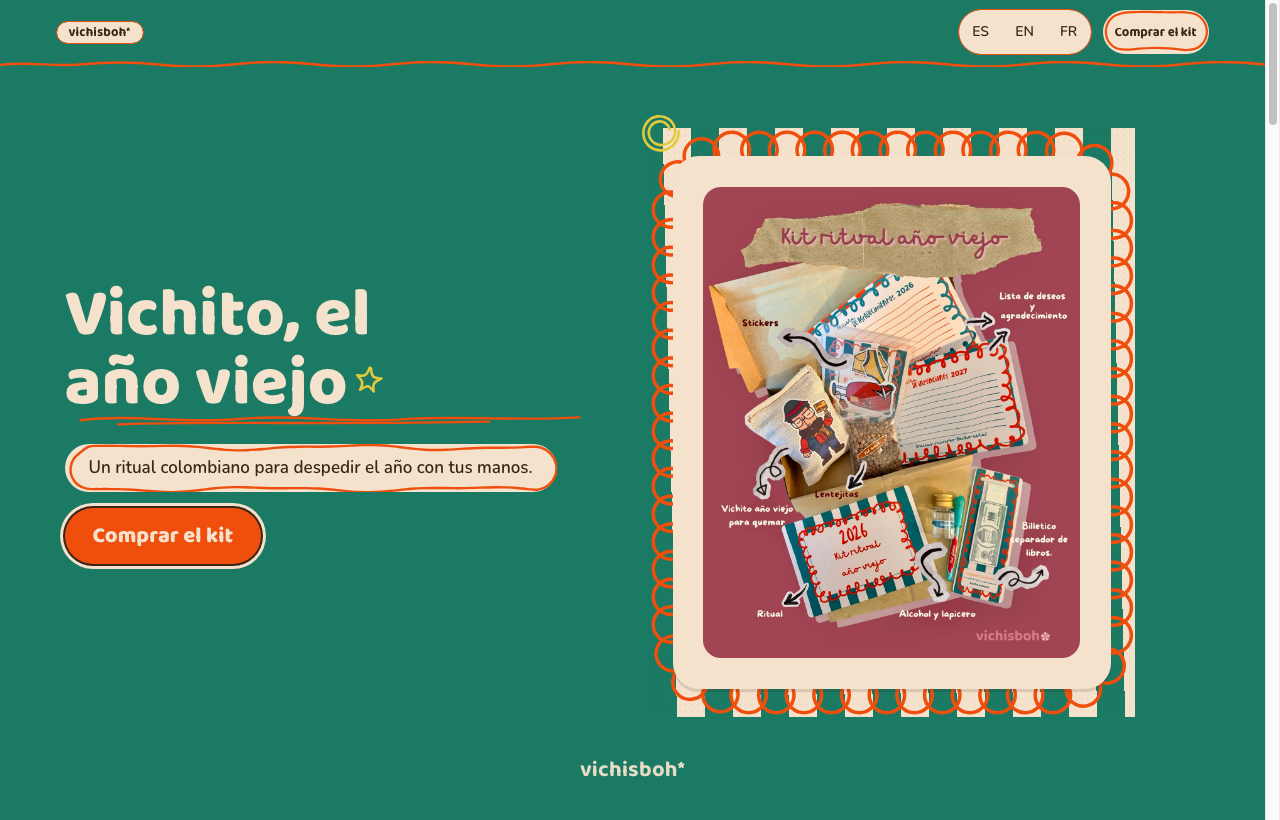 vichisboh*
ES EN FR
Comprar el kit
Vichito, el
año viejo
Un ritual colombiano para despedir el año con tus manos.
Comprar el kit
Kit ritual año viejo
Stickers
Lista de deseos
y
agradecimiento
2026
2027
Lentejitas
Vichito año viejo
para quemar
Billetico
separador de
libros.
2026
Kit ritual
año viejo
Ritual
Alcohol y lapicero
vichisboh
vichisboh*